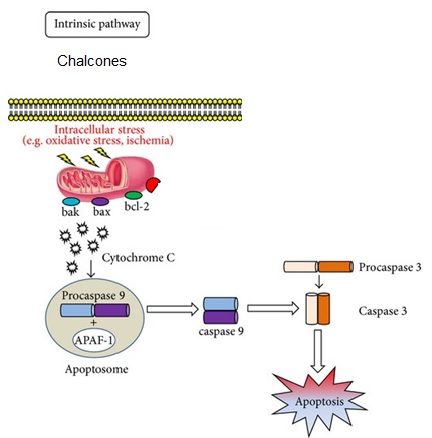 Intrinsic pathway
Chalcones
Intracellular stress
(e.g. oxidative stress, ischemia)
bak
bax
bcl-2
Cytochrome C
Procaspase 9
+
APAF-1
Apoptosome
caspase 9
Procaspase 3
Caspase 3
Apoptosis